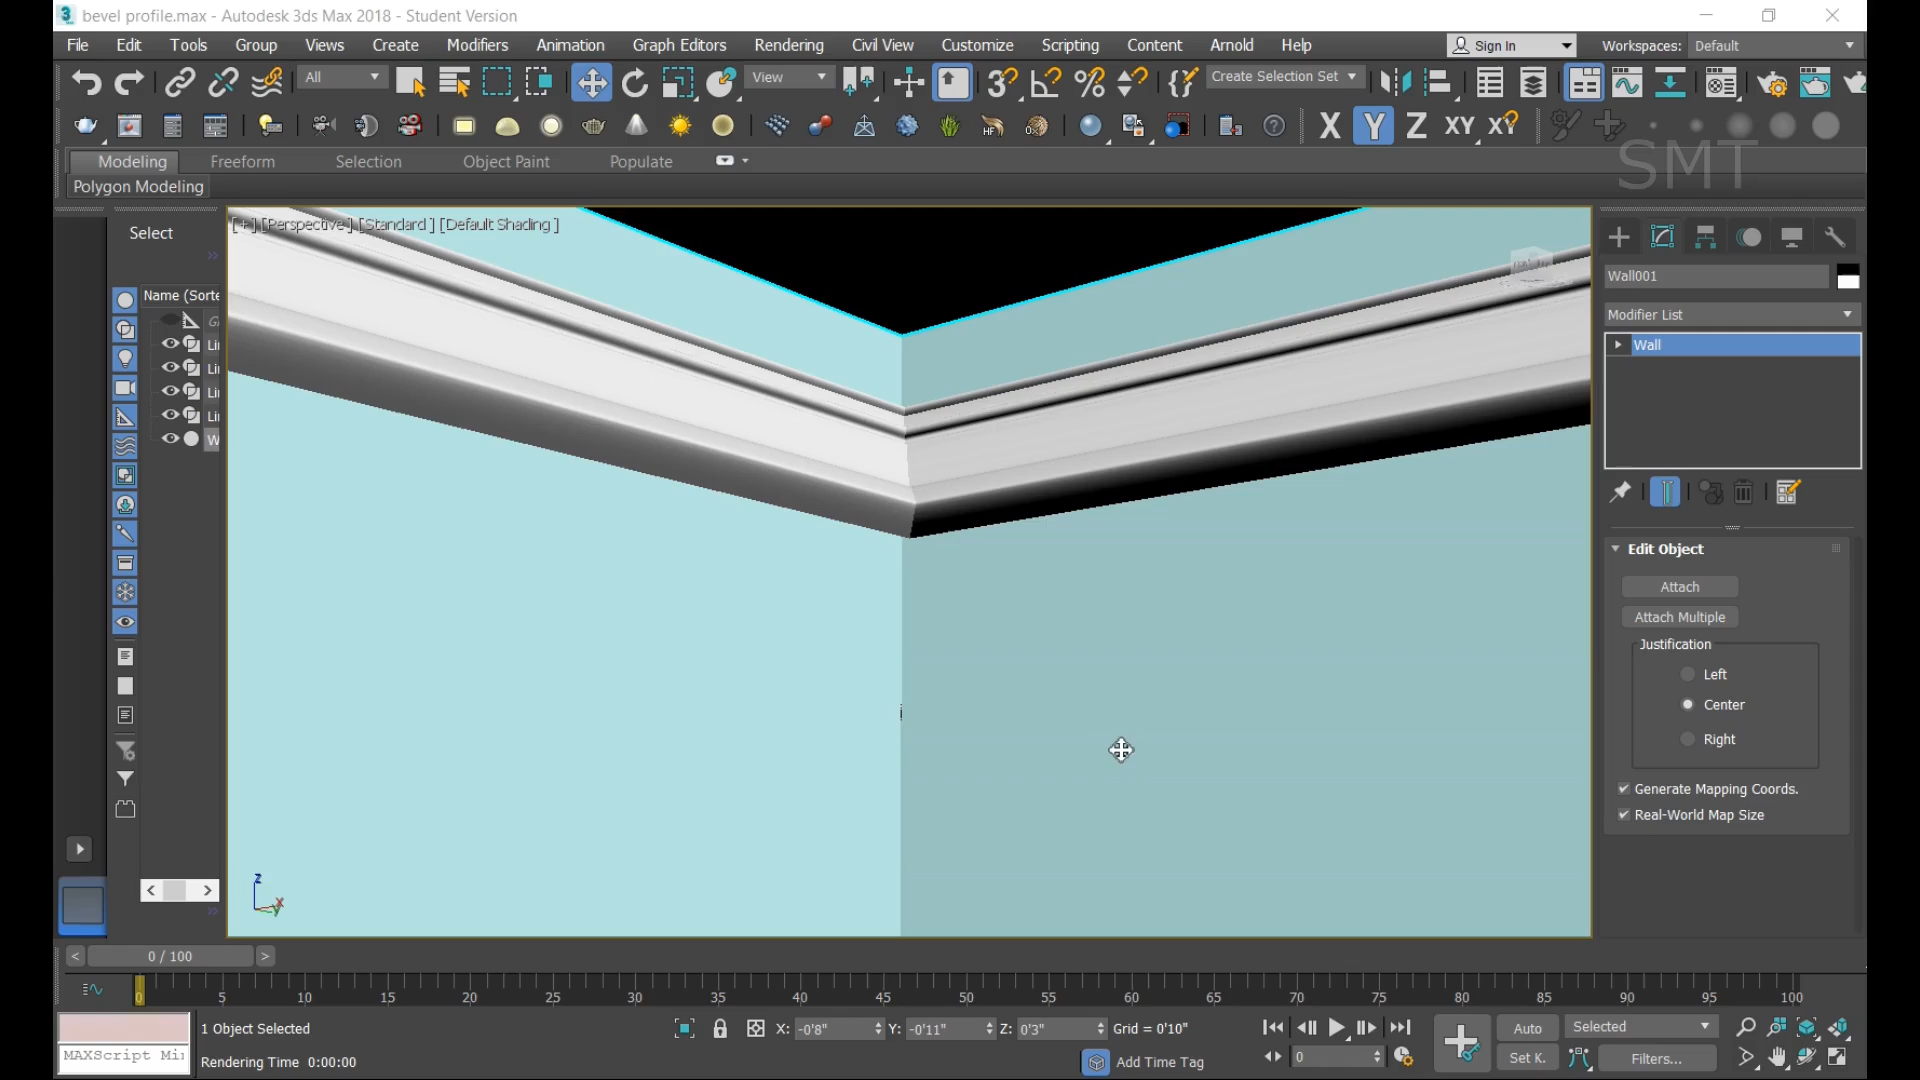 bevel profile.max - Autodesk 3ds Max 2018 - Student Version
File Edit Tools Group Views Create Modifiers Animation Graph Editors Rendering Civil View Customize Scripting Content Arnold Help
Sign In
Workspaces: Default
All
View
Create Selection Set
X Y Z XY XY
SMT
Modeling Freeform Selection Object Paint Populate
Polygon Modeling
Select
Name (Sorte
[ + ] [Perspective ] [Standard ] [Default Shading ]
Wall001
Modifier List
Wall
Edit Object
Attach
Attach Multiple
Justification
Left
Center
Right
Generate Mapping Coords.
Real-World Map Size
z
x
y
0 / 100
0 5 10 15 20 25 30 35 40 45 50 55 60 65 70 75 80 85 90 95 100
1 Object Selected
X: -0'8" Y: -0'11" Z: 0'3" Grid = 0'10"
Auto
Selected
MAXScript Mi
Rendering Time 0:00:00
Add Time Tag
0
Set K.
Filters...